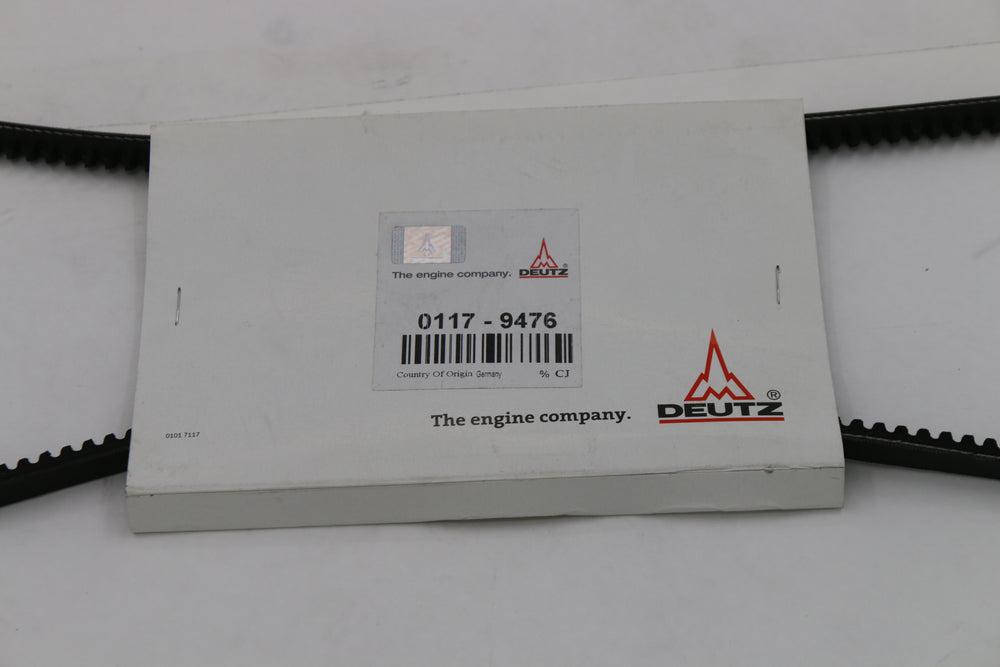 The engine company. DEUTZ ®
0117 - 9476
Country Of Origin Germany % CJ
The engine company. DEUTZ ®
0101 7117